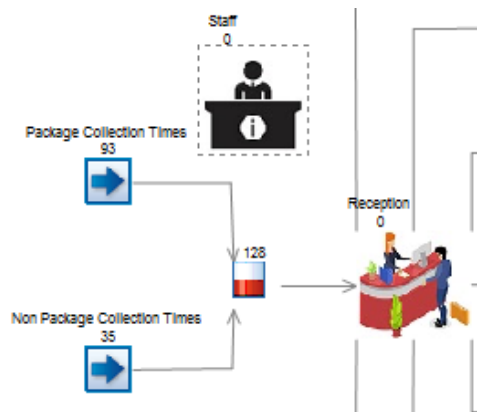 Staff
0
Package Collection Times
93
Reception
0
128
Non Package Collection Times
35